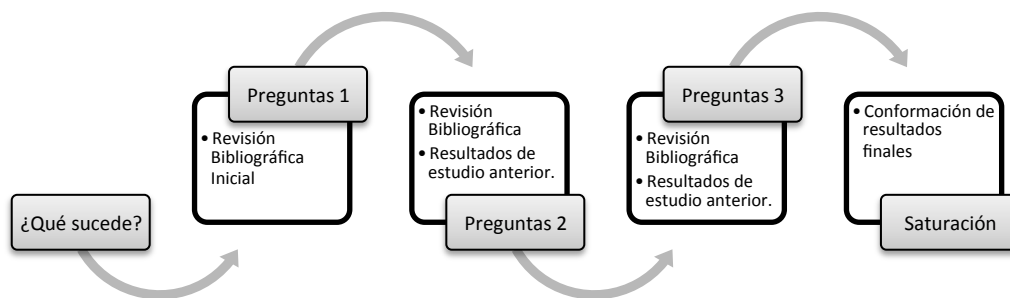 ¿Qué sucede?
Preguntas 1
• Revisión
Bibliográfica
Inicial
• Revisión
Bibliográfica
• Resultados de
estudio anterior.
Preguntas 2
Preguntas 3
• Revisión
Bibliográfica
• Resultados de
estudio anterior.
• Conformación de
resultados
finales
Saturación